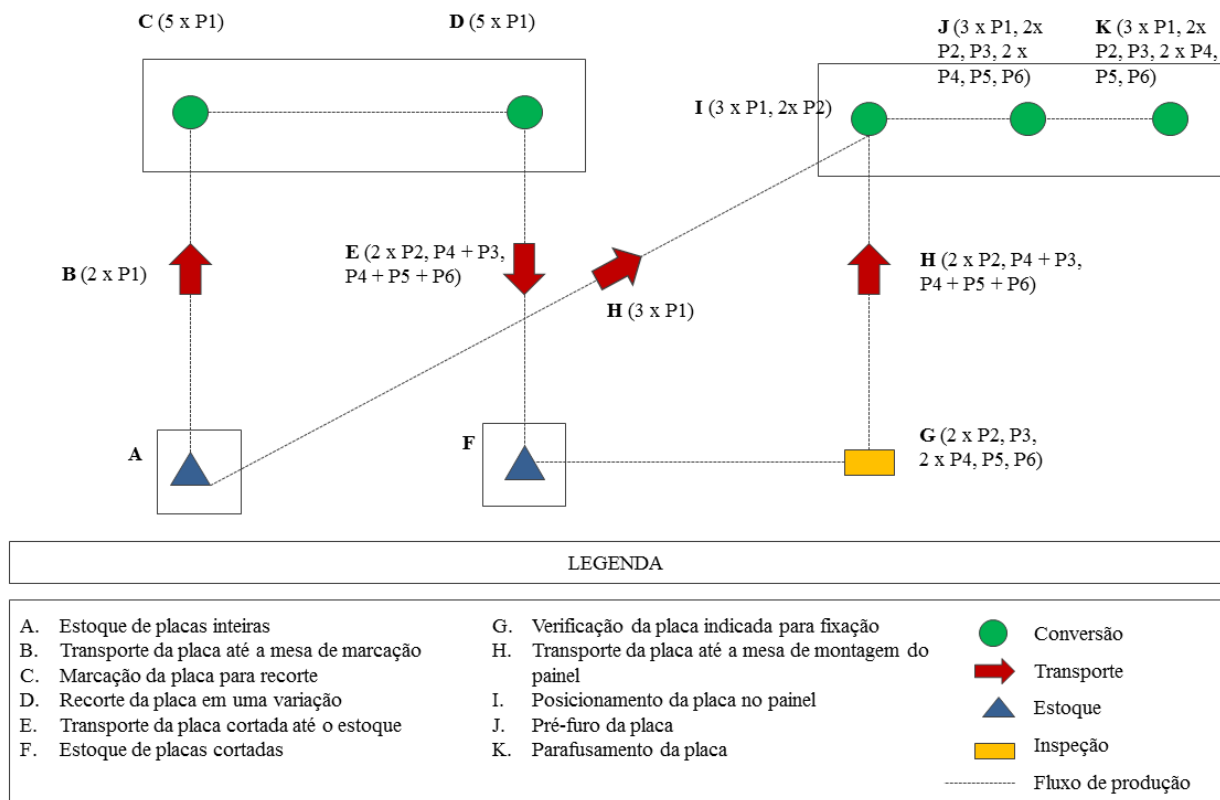 C (5 x P1)
D (5 x P1)
J (3 x P1, 2x
P2, P3, 2 x
P4, P5, P6)
K (3 x P1, 2x
P2, P3, 2 x P4,
P5, P6)
I (3 x P1, 2x P2)
B (2 x P1)
E (2 x P2, P4 + P3,
P4 + P5 + P6)
H (3 x P1)
H (2 x P2, P4 + P3,
P4 + P5 + P6)
A
F
G (2 x P2, P3,
2 x P4, P5, P6)
LEGENDA
A. Estoque de placas inteiras
B. Transporte da placa até a mesa de marcação
C. Marcação da placa para recorte
D. Recorte da placa em uma variação
E. Transporte da placa cortada até o estoque
F. Estoque de placas cortadas
G. Verificação da placa indicada para fixação
H. Transporte da placa até a mesa de montagem do
painel
I. Posicionamento da placa no painel
J. Pré-furo da placa
K. Parafusamento da placa
Conversão
Transporte
Estoque
Inspeção
Fluxo de produção